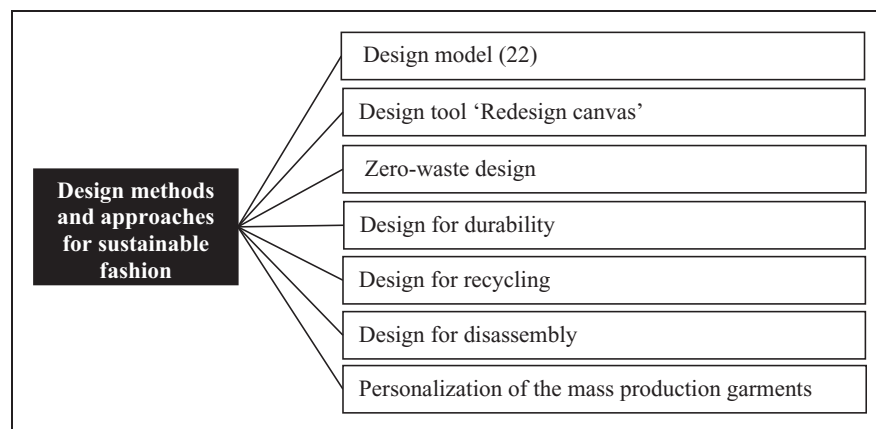 Design methods
and approaches
for sustainable
fashion
Design model (22)
Design tool ‘Redesign canvas’
Zero-waste design
Design for durability
Design for recycling
Design for disassembly
Personalization of the mass production garments